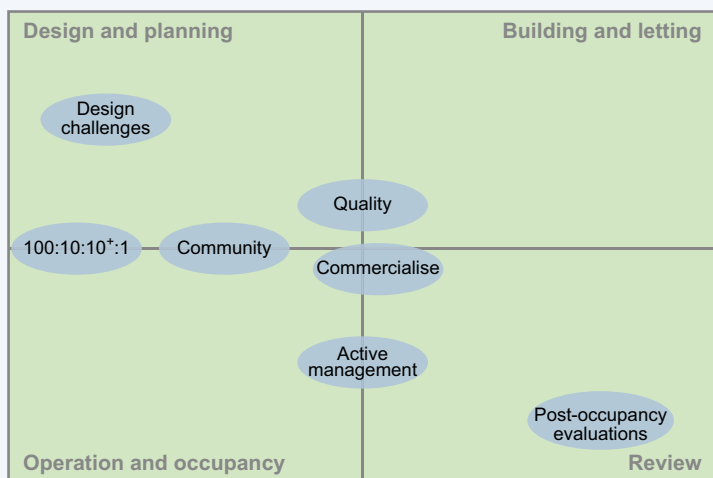 Design and planning
Building and letting
Design
challenges
Quality
100:10:10⁺:1
Community
Commercialise
Active
management
Post-occupancy
evaluations
Operation and occupancy
Review